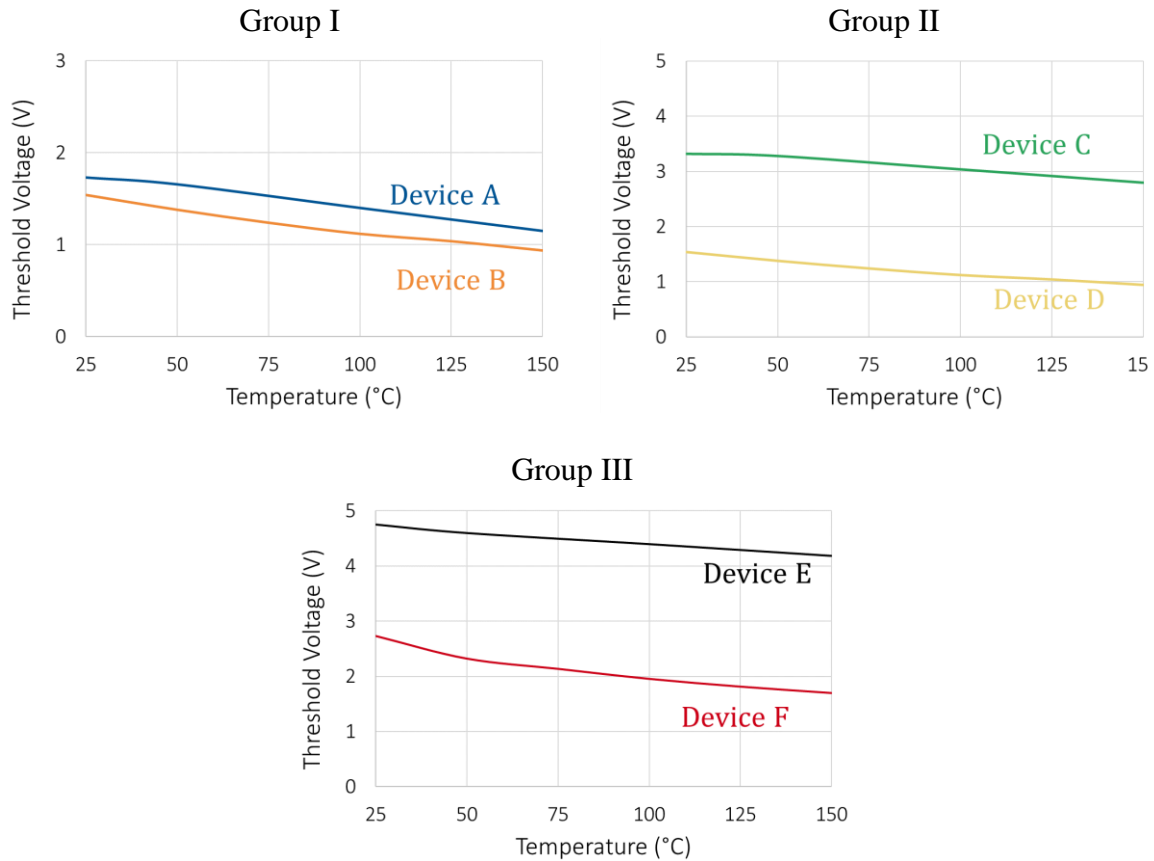 Group I
3
2
1
0
Threshold Voltage (V)
Device A
Device B
25 50 75 100 125 150
Temperature (°C)
Group II
5
4
3
2
1
0
Threshold Voltage (V)
Device C
Device D
25 50 75 100 125 15
Temperature (°C)
Group III
5
4
3
2
1
0
Threshold Voltage (V)
Device E
Device F
25 50 75 100 125 150
Temperature (°C)